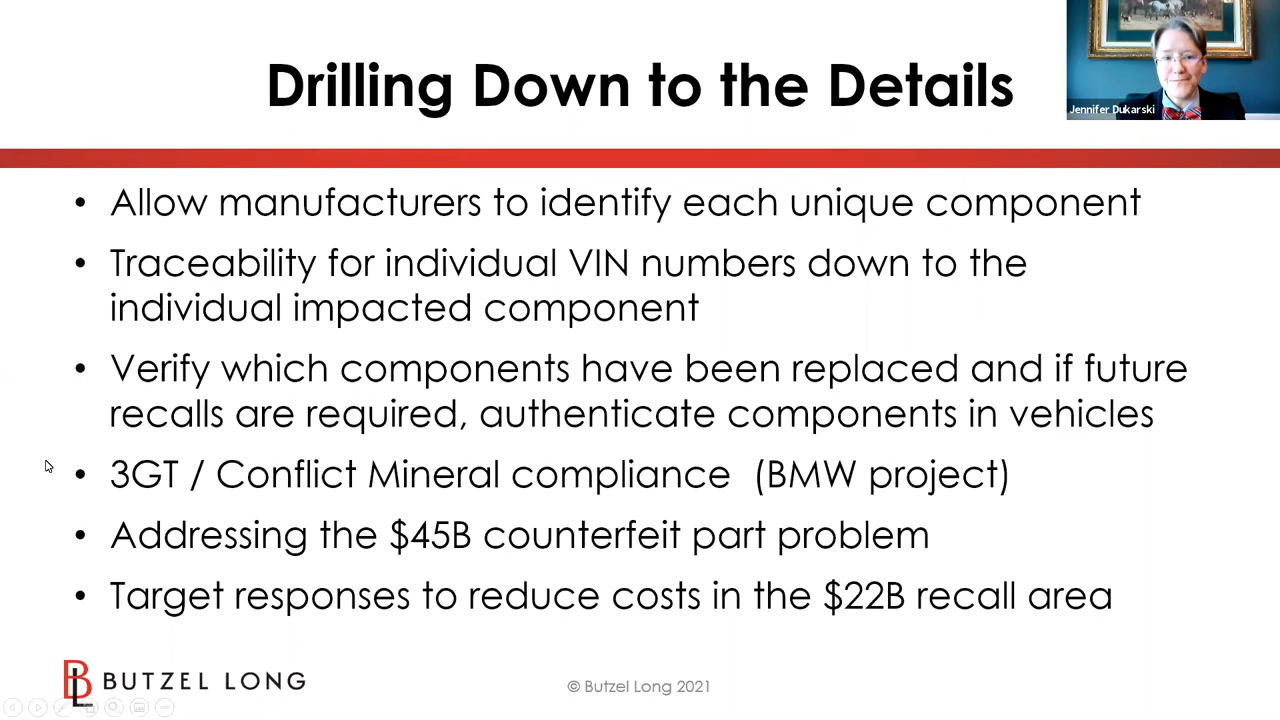 Drilling Down to the Details
Jennifer Dukarski
• Allow manufacturers to identify each unique component
• Traceability for individual VIN numbers down to the
individual impacted component
• Verify which components have been replaced and if future
recalls are required, authenticate components in vehicles
• 3GT / Conflict Mineral compliance  (BMW project)
• Addressing the $45B counterfeit part problem
• Target responses to reduce costs in the $22B recall area
BL BUTZEL LONG
© Butzel Long 2021